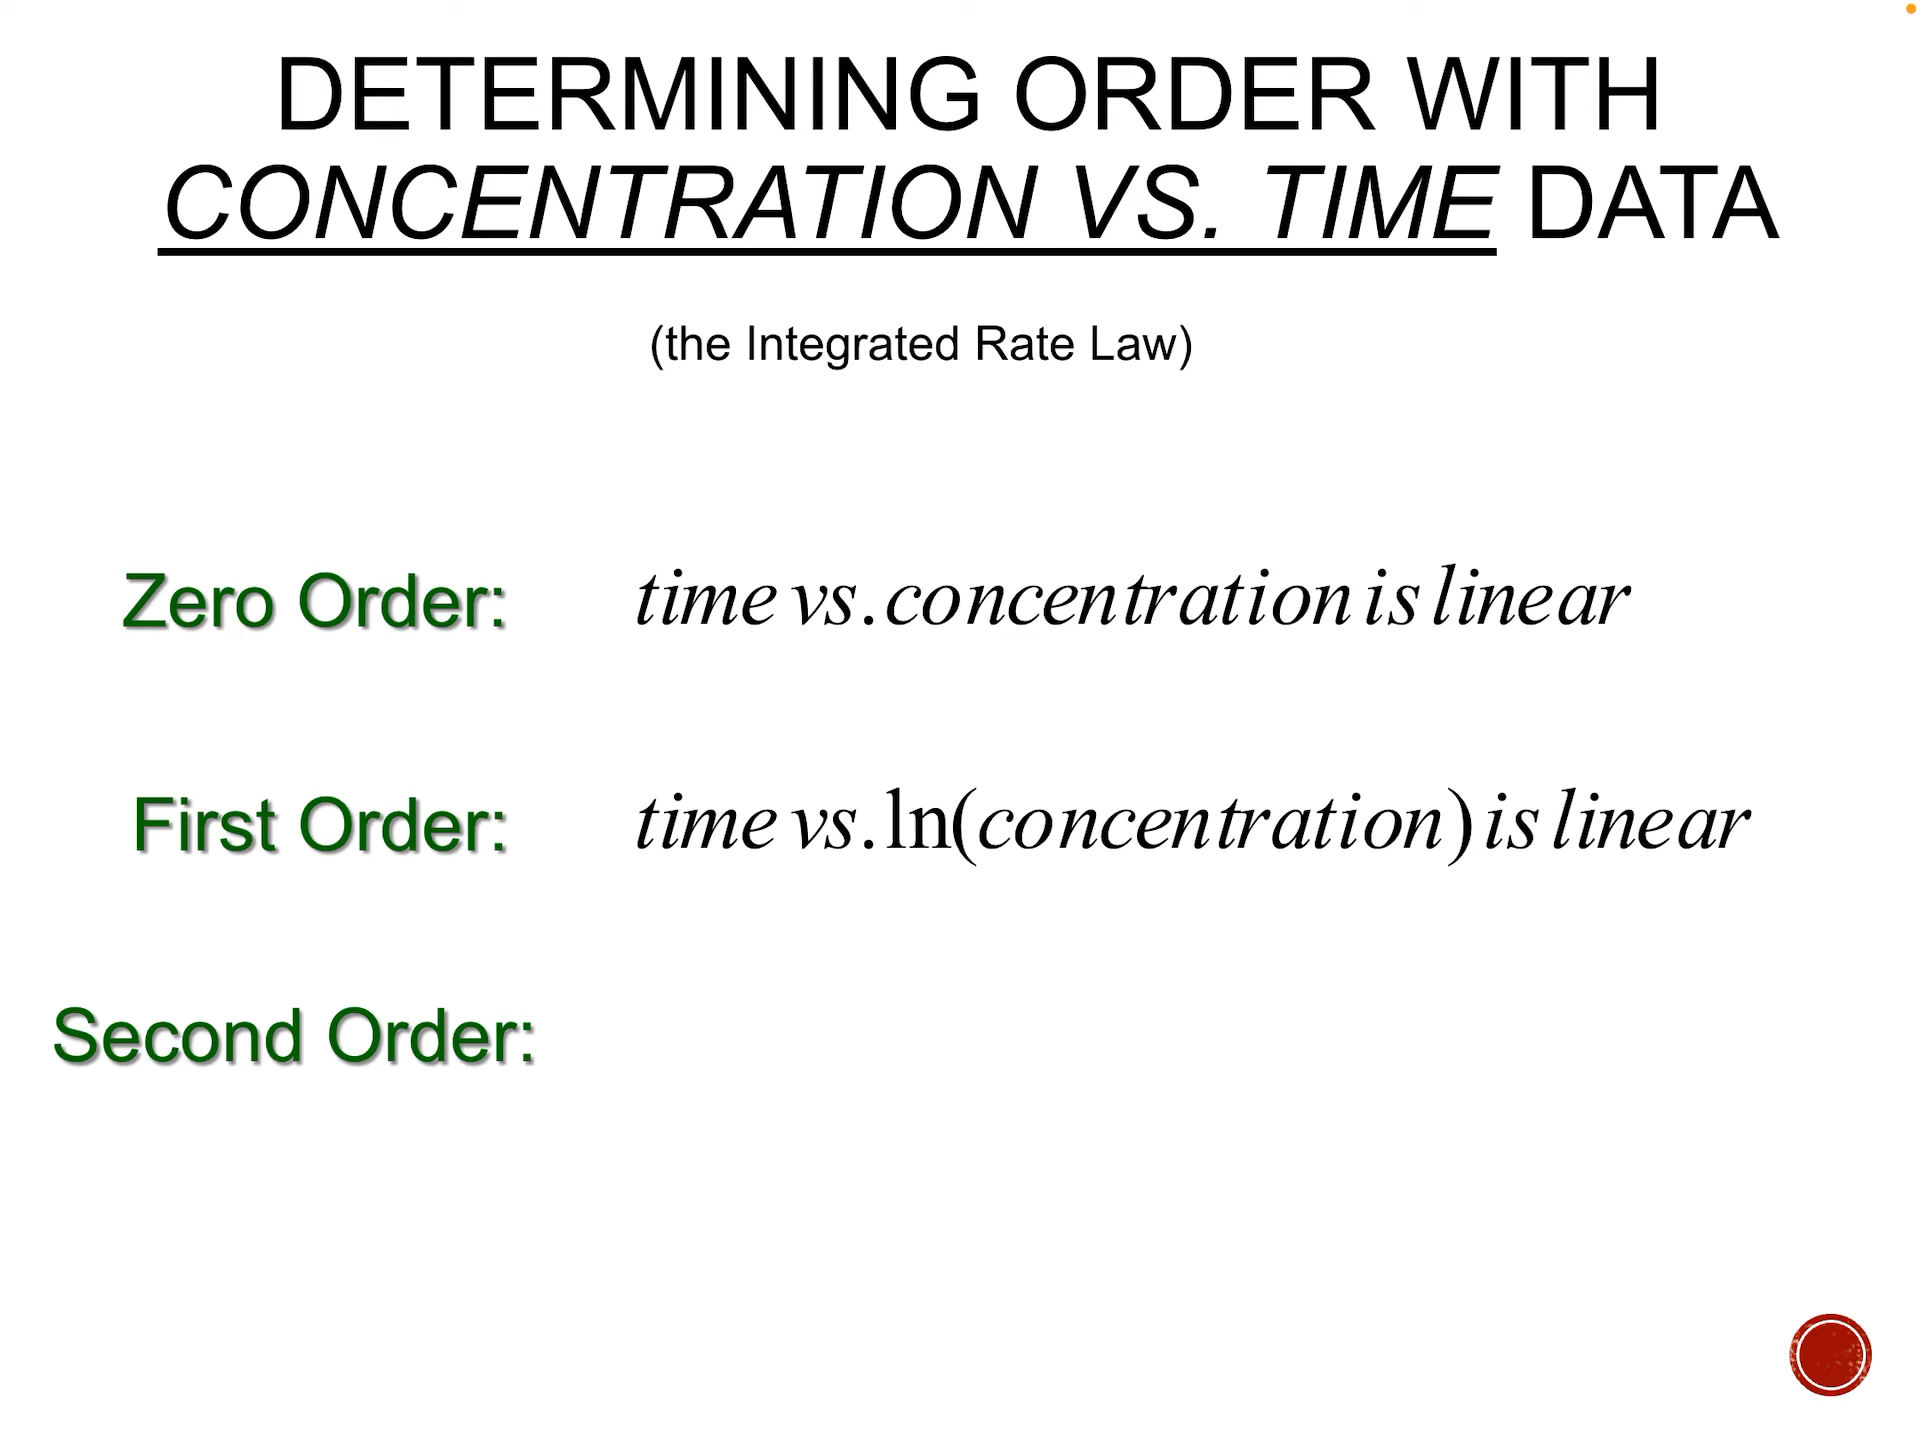 DETERMINING ORDER WITH
CONCENTRATION VS. TIME DATA
(the Integrated Rate Law)
Zero Order: time vs. concentration is linear
First Order: time vs. ln(concentration) is linear
Second Order: